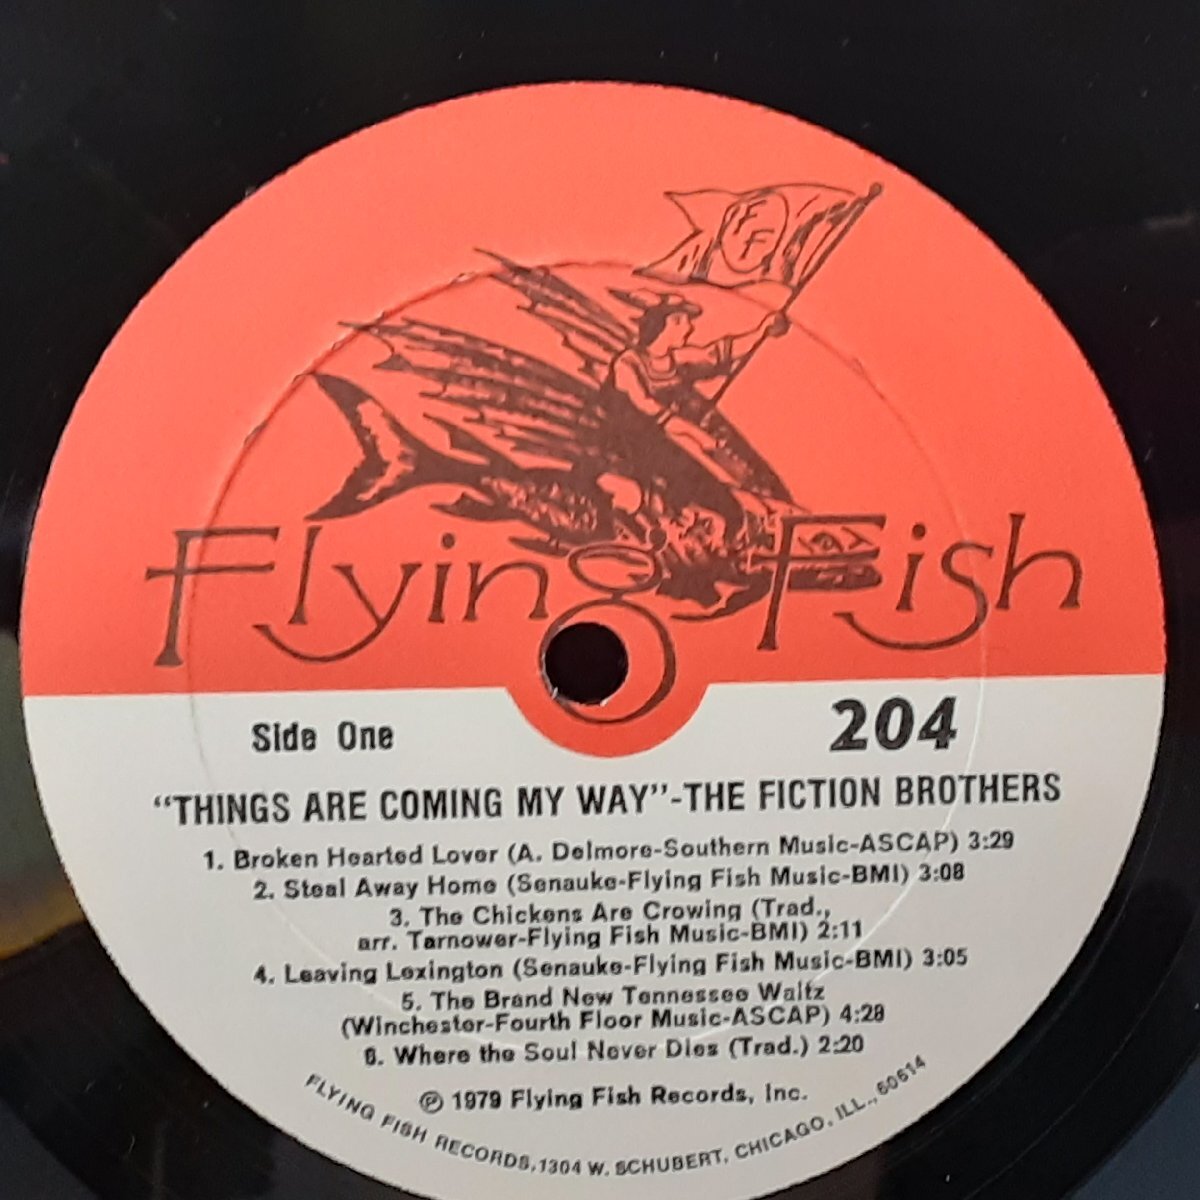 F F
Flying Fish
Side One
204
"THINGS ARE COMING MY WAY"-THE FICTION BROTHERS
1. Broken Hearted Lover (A. Delmore-Southern Music-ASCAP) 3:29
2. Steal Away Home (Senauke-Flying Fish Music-BMI) 3:08
3. The Chickens Are Crowing (Trad.,
arr. Tarnower-Flying Fish Music-BMI) 2:11
4. Leaving Lexington (Senauke-Flying Fish Music-BMI) 3:05
5. The Brand New Tennessee Waltz
(Winchester-Fourth Floor Music-ASCAP) 4:28
6. Where the Soul Never Dies (Trad.) 2:20
℗ 1979 Flying Fish Records, Inc.
FLYING FISH RECORDS, 1304 W. SCHUBERT, CHICAGO, ILL., 60614